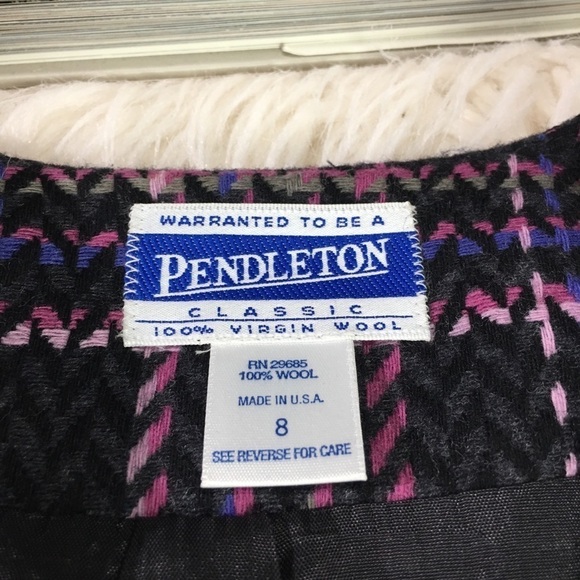 WARRANTED TO BE A
PENDLETON
CLASSIC
100% VIRGIN WOOL
RN 29685
100% WOOL
MADE IN U.S.A.
8
SEE REVERSE FOR CARE